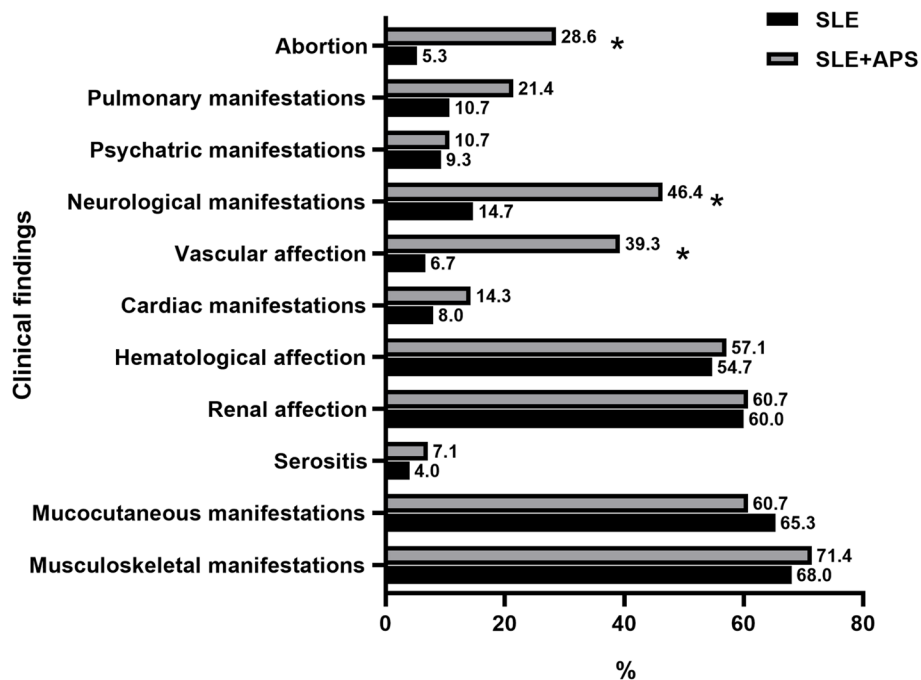 SLE
SLE+APS
Clinical findings
Abortion 28.6 *
5.3
Pulmonary manifestations 21.4
10.7
Psychatric manifestations 10.7
9.3
Neurological manifestations 46.4 *
14.7
Vascular affection 39.3 *
6.7
Cardiac manifestations 14.3
8.0
Hematological affection 57.1
54.7
Renal affection 60.7
60.0
Serositis 7.1
4.0
Mucocutaneous manifestations 60.7
65.3
Musculoskeletal manifestations 71.4
68.0
0 20 40 60 80
%